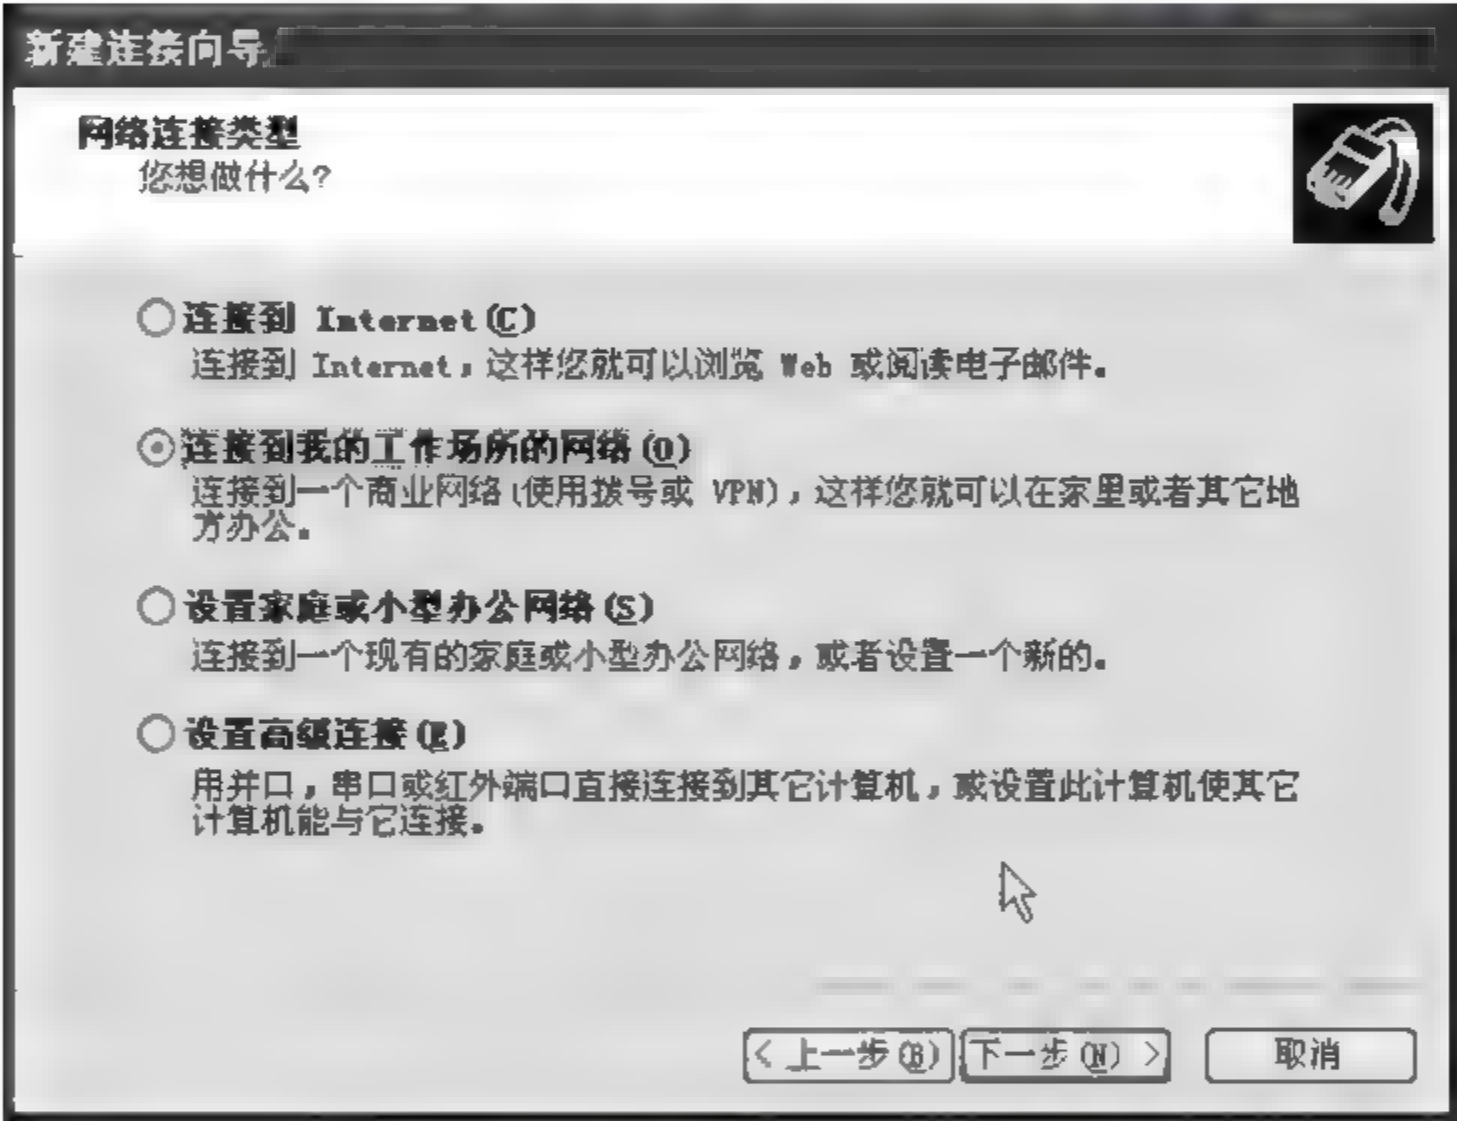 新建连接向导
网络连接类型
您想做什么?
连接到 Internet(C)
连接到 Internet，这样您就可以浏览 Web 或阅读电子邮件。
连接到我的工作场所的网络(O)
连接到一个商业网络(使用拨号或 VPN)，这样您就可以在家里或者其它地
方办公。
设置家庭或小型办公网络(S)
连接到一个现有的家庭或小型办公网络，或者设置一个新的。
设置高级连接(E)
用并口，串口或红外端口直接连接到其它计算机，或设置此计算机使其它
计算机能与它连接。
< 上一步(B) 下一步(N) > 取消